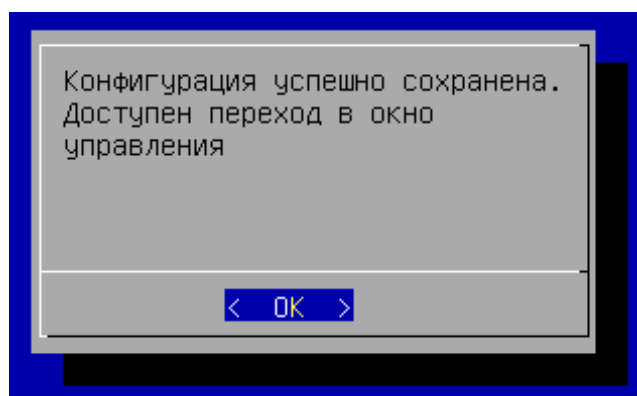 Конфигурация успешно сохранена.
Доступен переход в окно
управления
< OK >